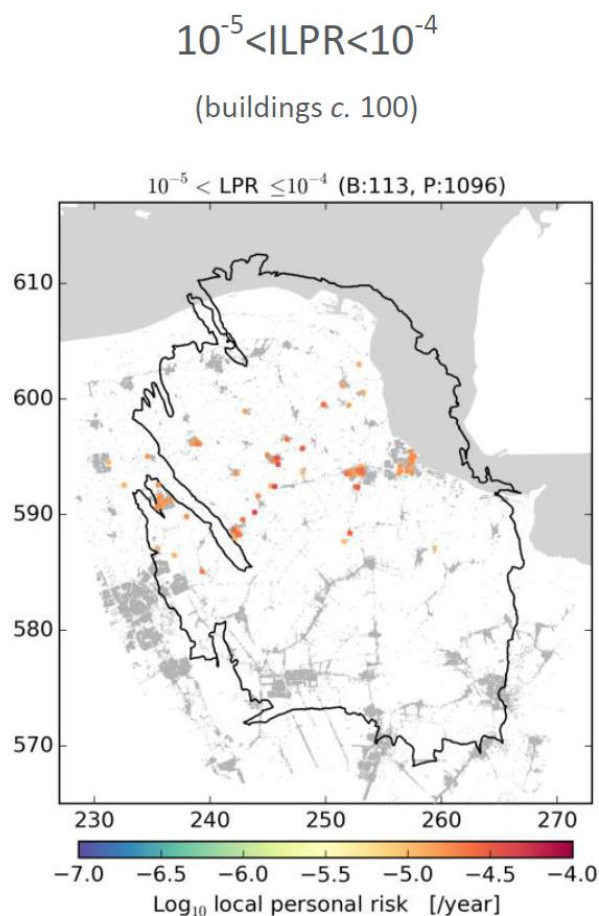 10⁻⁵<ILPR<10⁻⁴
(buildings c. 100)
10⁻⁵ < LPR ≤10⁻⁴ (B:113, P:1096)
610
600
590
580
570
230 240 250 260 270
−7.0 −6.5 −6.0 −5.5 −5.0 −4.5 −4.0
Log₁₀ local personal risk [/year]